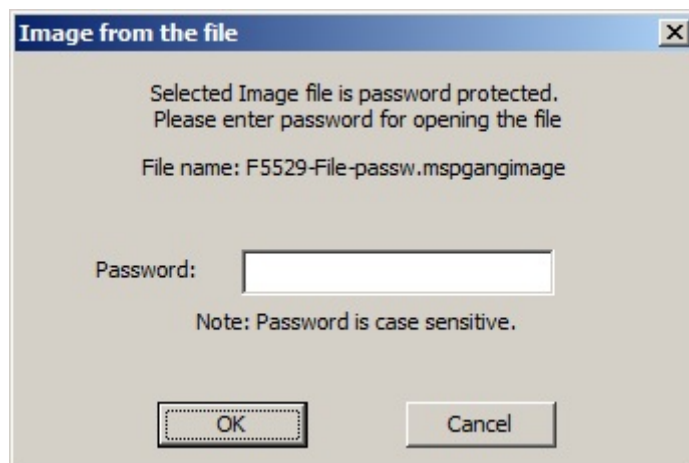 Image from the file
Selected Image file is password protected.
Please enter password for opening the file
File name: F5529-File-passw.mspgangimage
Password:
Note: Password is case sensitive.
OK
Cancel